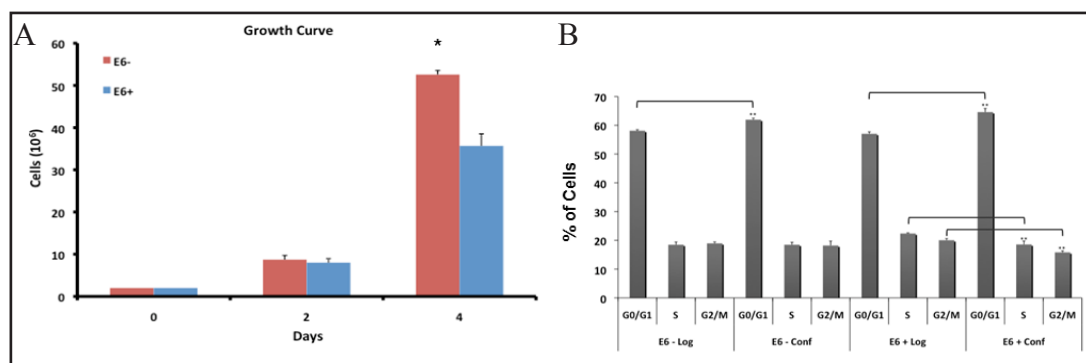 A
Growth Curve
*
E6-
E6+
60
50
40
30
20
10
0
Cells (10⁶)
0 2 4
Days
B
70
60
50
40
30
20
10
0
% of Cells
** ** ** **
G0/G1 S G2/M G0/G1 S G2/M G0/G1 S G2/M G0/G1 S G2/M
E6 - Log E6 - Conf E6 + Log E6 + Conf